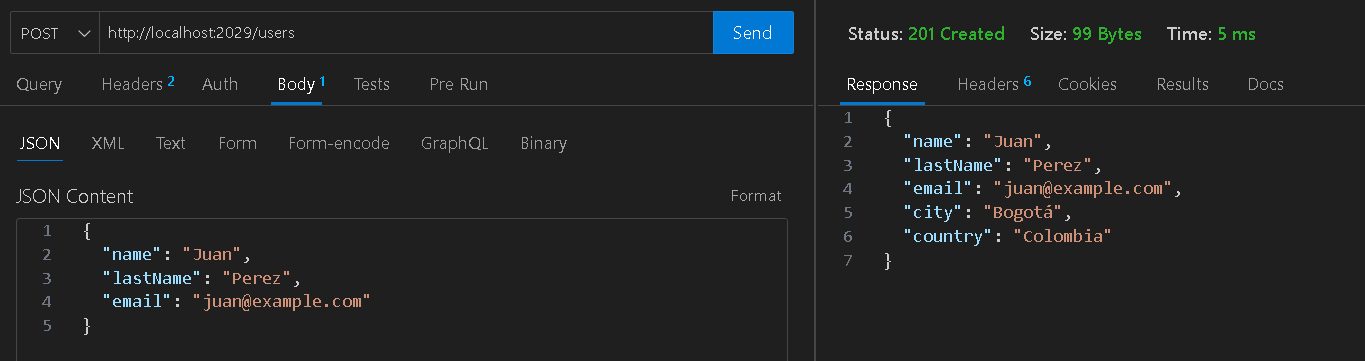 POST http://localhost:2029/users Send
Query Headers 2 Auth Body 1 Tests Pre Run
JSON XML Text Form Form-encode GraphQL Binary
JSON Content Format
1 {
2 "name": "Juan",
3 "lastName": "Perez",
4 "email": "juan@example.com"
5 }
Status: 201 Created Size: 99 Bytes Time: 5 ms
Response Headers 6 Cookies Results Docs
1 {
2 "name": "Juan",
3 "lastName": "Perez",
4 "email": "juan@example.com",
5 "city": "Bogotá",
6 "country": "Colombia"
7 }